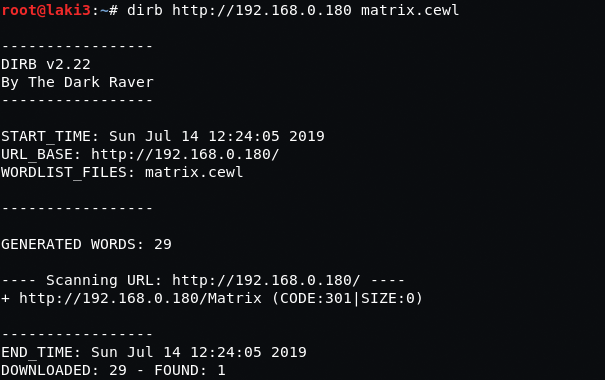 root@laki3:~# dirb http://192.168.0.180 matrix.cewl
-----------------
DIRB v2.22
By The Dark Raver
-----------------
START_TIME: Sun Jul 14 12:24:05 2019
URL_BASE: http://192.168.0.180/
WORDLIST_FILES: matrix.cewl
-----------------
GENERATED WORDS: 29
---- Scanning URL: http://192.168.0.180/ ----
+ http://192.168.0.180/Matrix (CODE:301|SIZE:0)
-----------------
END_TIME: Sun Jul 14 12:24:05 2019
DOWNLOADED: 29 - FOUND: 1